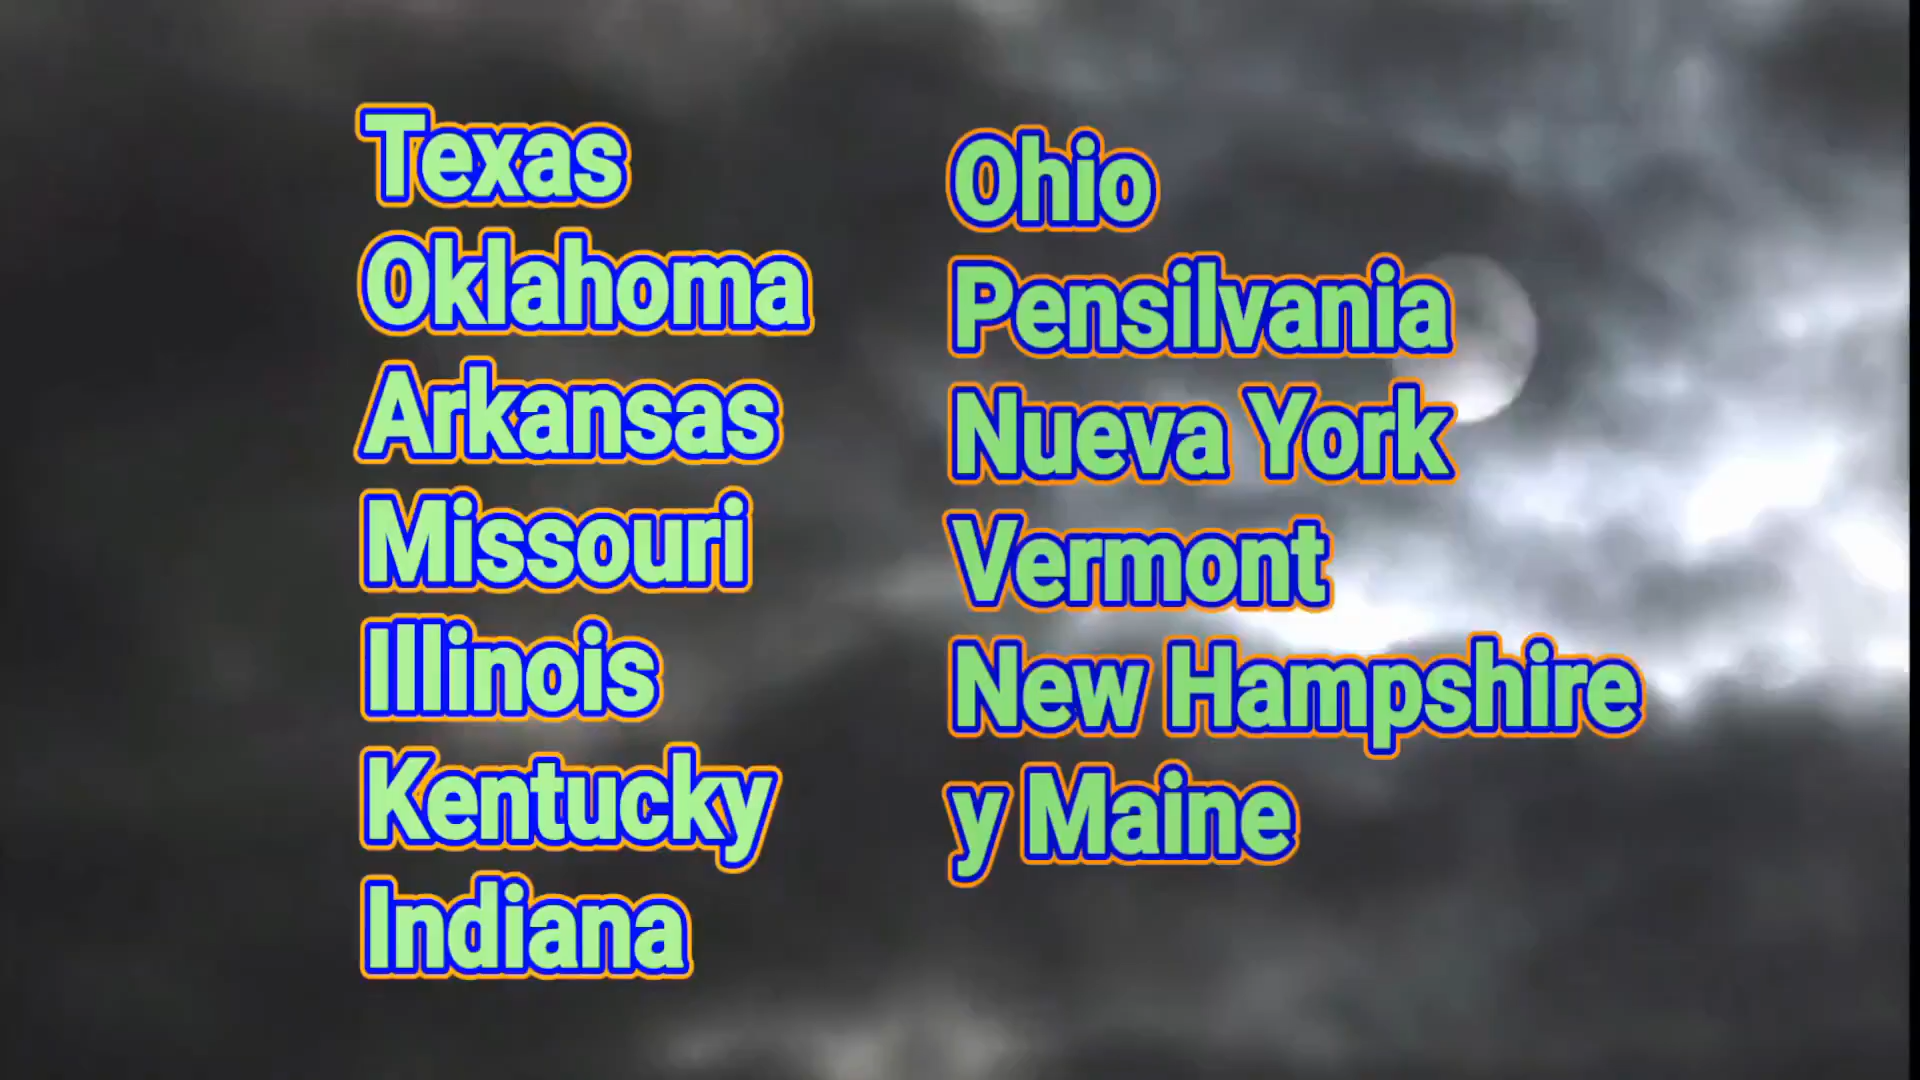 Texas
Oklahoma
Arkansas
Missouri
Illinois
Kentucky
Indiana
Ohio
Pensilvania
Nueva York
Vermont
New Hampshire
y Maine